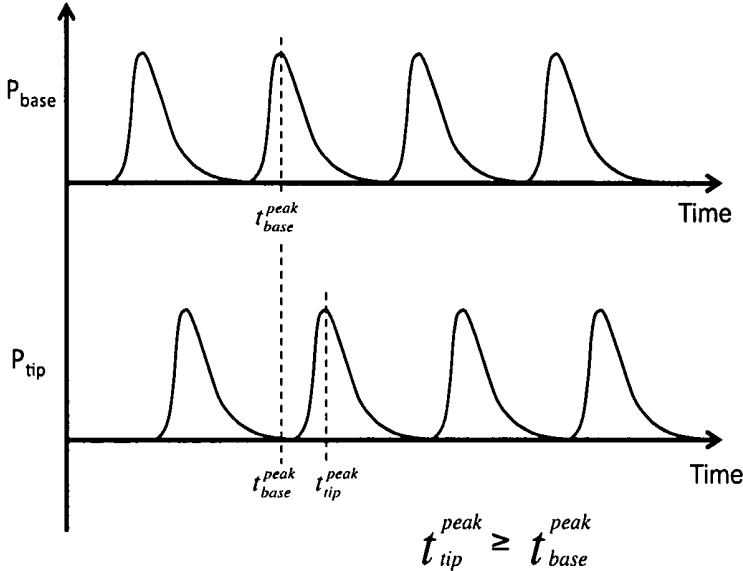 P_base
Time
t_base^peak
P_tip
t_base^peak t_tip^peak
Time
t_tip^peak ≥ t_base^peak